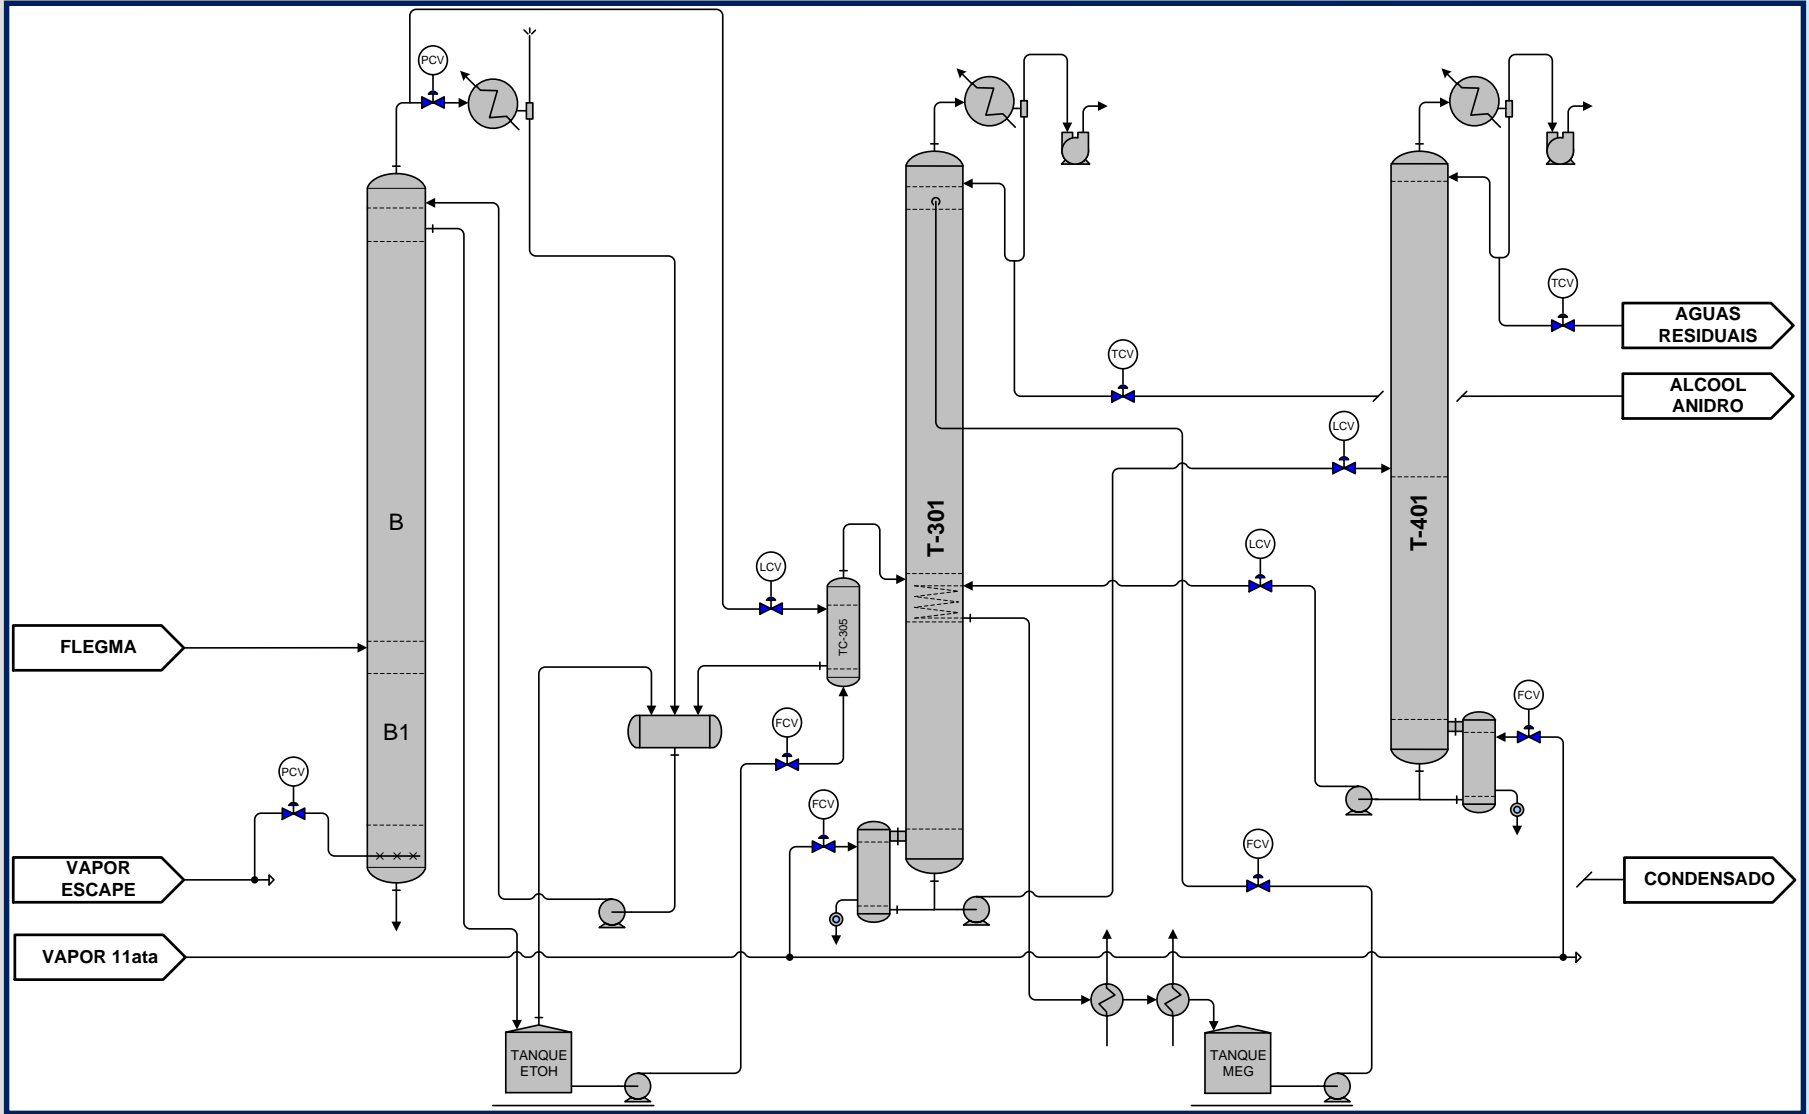 PCV
TCV
AGUAS
RESIDUAIS
TCV
ALCOOL
ANIDRO
LCV
T-301
T-401
B
LCV
LCV
TC-305
FLEGMA
FCV
FCV
B1
PCV
FCV
FCV
VAPOR
ESCAPE
CONDENSADO
VAPOR 11ata
TANQUE
ETOH
TANQUE
MEG